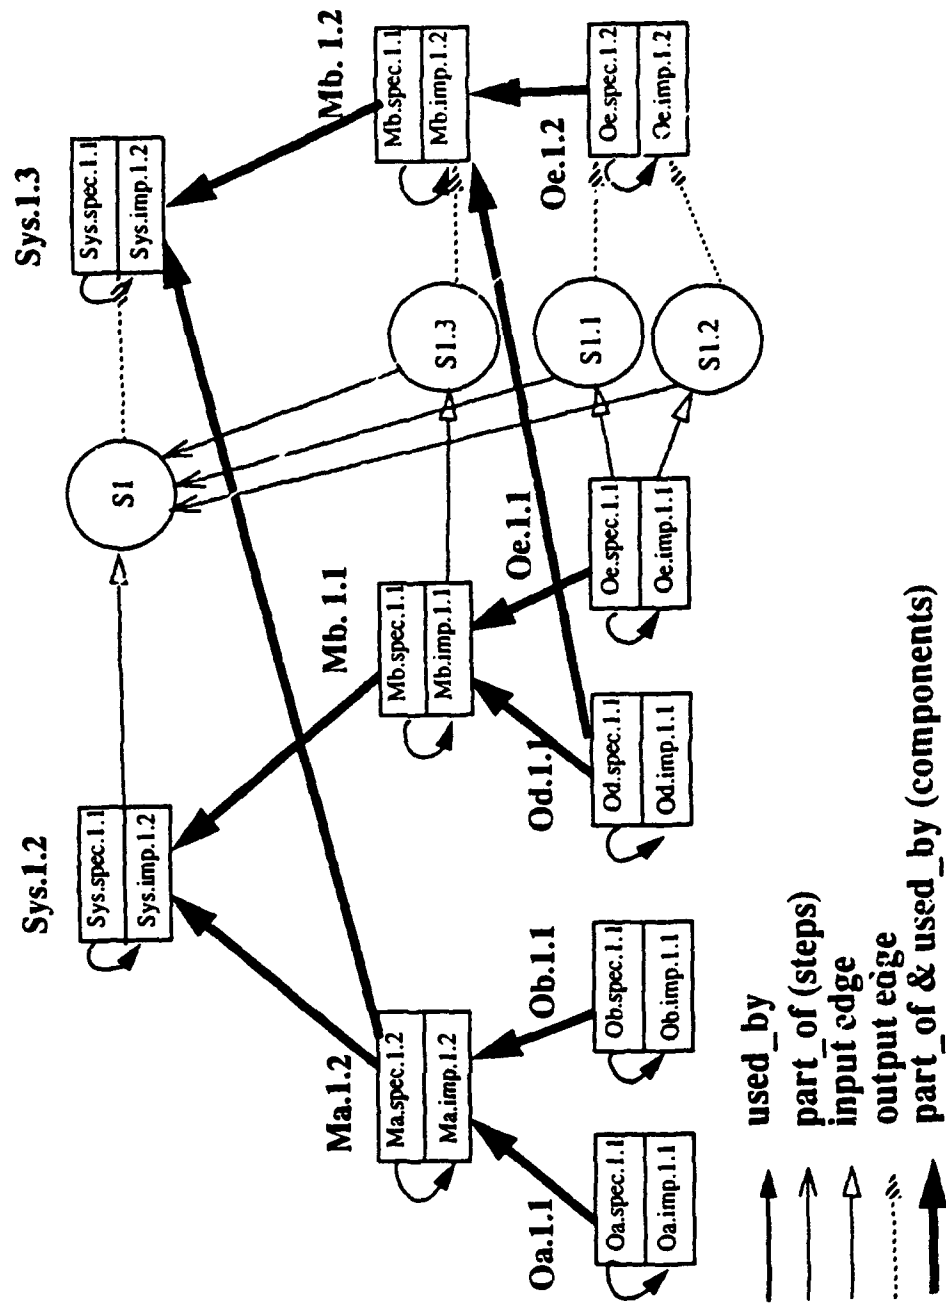 Sys.1.2
Sys.spec.1.1
Sys.imp.1.2
S1
Sys.1.3
Sys.spec.1.1
Sys.imp.1.2
Ma.1.2
Ma.spec.1.2
Ma.imp.1.2
Mb. 1.1
Mb.spec.1.1
Mb.imp.1.1
S1.3
Mb. 1.2
Mb.spec.1.1
Mb.imp.1.2
Oa.1.1
Oa.spec.1.1
Oa.imp.1.1
Ob.1.1
Ob.spec.1.1
Ob.imp.1.1
Od.1.1
Od.spec.1.1
Od.imp.1.1
Oe.1.1
Oe.spec.1.1
Oe.imp.1.1
S1.1
S1.2
Oe.1.2
Oe.spec.1.2
Oe.imp.1.2
used_by
part_of (steps)
input edge
output edge
part_of & used_by (components)